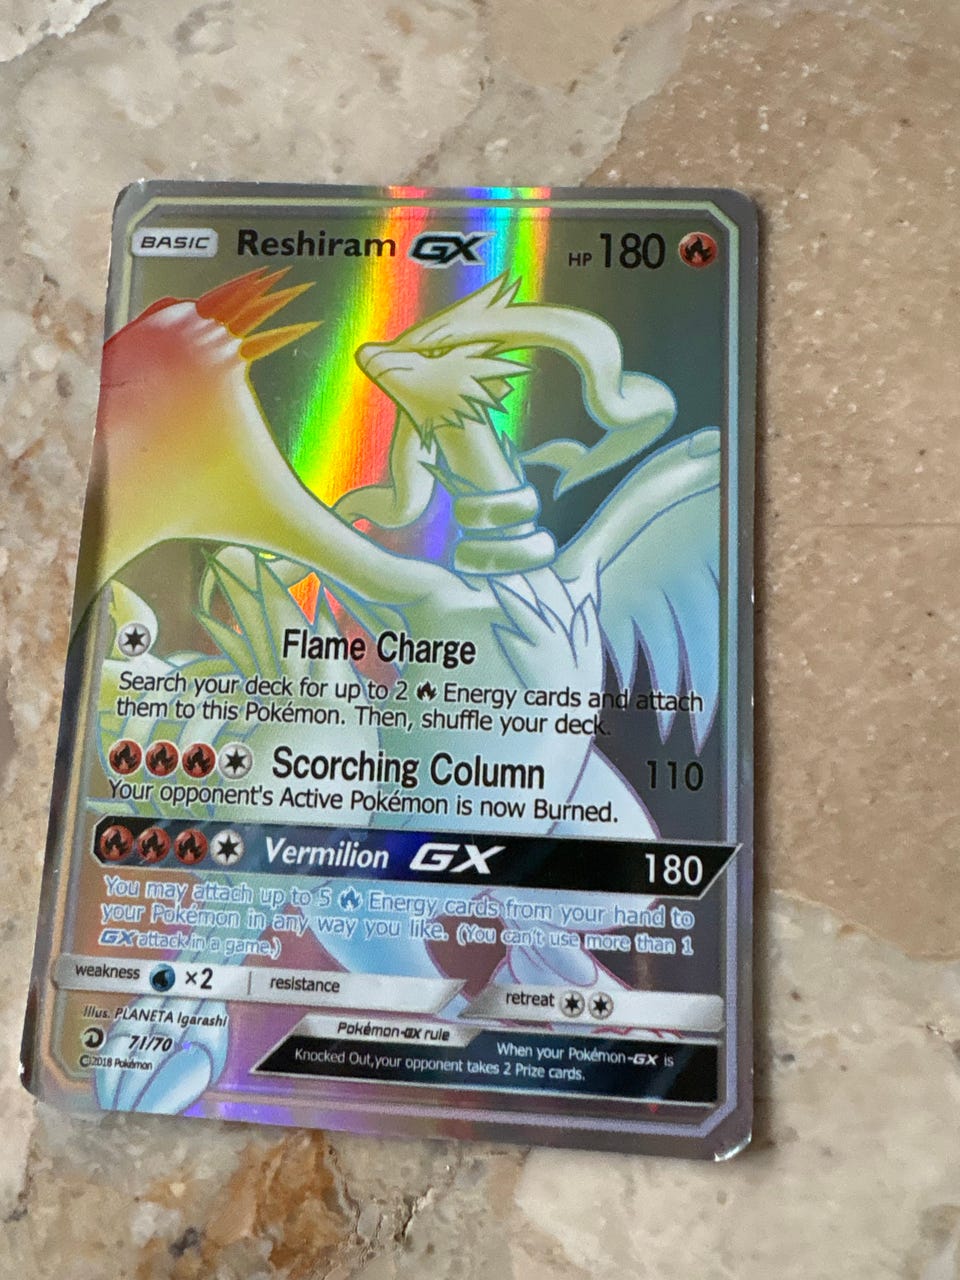 BASIC Reshiram GX HP 180
Flame Charge
Search your deck for up to 2 Energy cards and attach
them to this Pokémon. Then, shuffle your deck.
Scorching Column 110
Your opponent's Active Pokémon is now Burned.
Vermilion GX 180
You may attach up to 5 Energy cards from your hand to
your Pokémon in any way you like. (You can't use more than 1
GX attack in a game.)
weakness ×2 resistance
retreat
Illus. PLANETA Igarashi
71/70
©2018 Pokémon
Pokémon-GX rule
When your Pokémon-GX is
Knocked Out, your opponent takes 2 Prize cards.